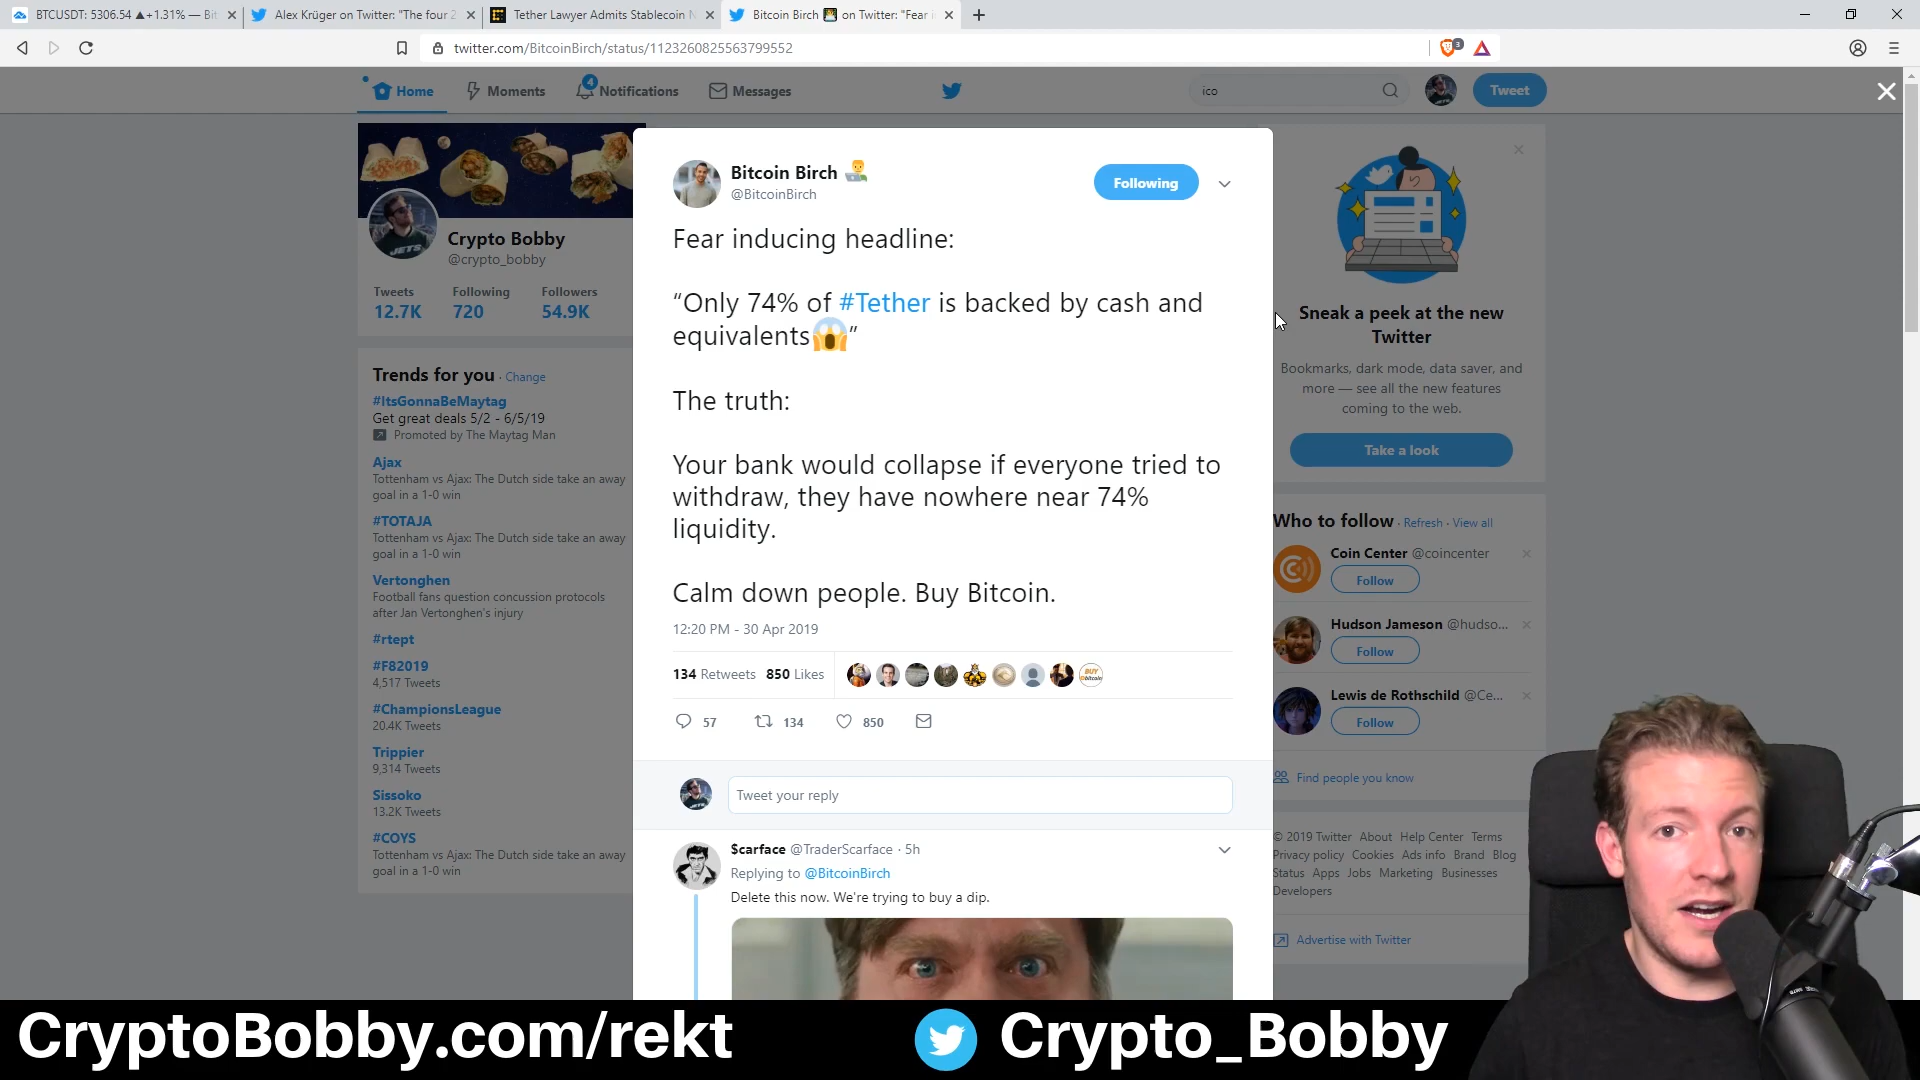 BTCUSDT: 5306.54 ▲+1.31% — Bit
Alex Krüger on Twitter: "The four 2
Tether Lawyer Admits Stablecoin N
Bitcoin Birch 👨‍💻 on Twitter: "Fear i
twitter.com/BitcoinBirch/status/1123260825563799552
3
Home
Moments
4
Notifications
Messages
ico
Tweet
Crypto Bobby
@crypto_bobby
Tweets
Following
Followers
12.7K
720
54.9K
Trends for you · Change
#ItsGonnaBeMaytag
Get great deals 5/2 - 6/5/19
Promoted by The Maytag Man
Ajax
Tottenham vs Ajax: The Dutch side take an away
goal in a 1-0 win
#TOTAJA
Tottenham vs Ajax: The Dutch side take an away
goal in a 1-0 win
Vertonghen
Football fans question concussion protocols
after Jan Vertonghen's injury
#rtept
#F82019
4,517 Tweets
#ChampionsLeague
20.4K Tweets
Trippier
9,314 Tweets
Sissoko
13.2K Tweets
#COYS
Tottenham vs Ajax: The Dutch side take an away
goal in a 1-0 win
Bitcoin Birch 👨‍💻
@BitcoinBirch
Following
Fear inducing headline:
“Only 74% of #Tether is backed by cash and
equivalents😱”
The truth:
Your bank would collapse if everyone tried to
withdraw, they have nowhere near 74%
liquidity.
Calm down people. Buy Bitcoin.
12:20 PM - 30 Apr 2019
134 Retweets 850 Likes
57
134
850
Tweet your reply
$carface @TraderScarface · 5h
Replying to @BitcoinBirch
Delete this now. We're trying to buy a dip.
Sneak a peek at the new
Twitter
Bookmarks, dark mode, data saver, and
more — see all the new features
coming to the web.
Take a look
Who to follow · Refresh · View all
Coin Center @coincenter
Follow
Hudson Jameson @hudso...
Follow
Lewis de Rothschild @Ce...
Follow
Find people you know
© 2019 Twitter About Help Center Terms
Privacy policy Cookies Ads info Brand Blog
Status Apps Jobs Marketing Businesses
Developers
Advertise with Twitter
CryptoBobby.com/rekt
Crypto_Bobby